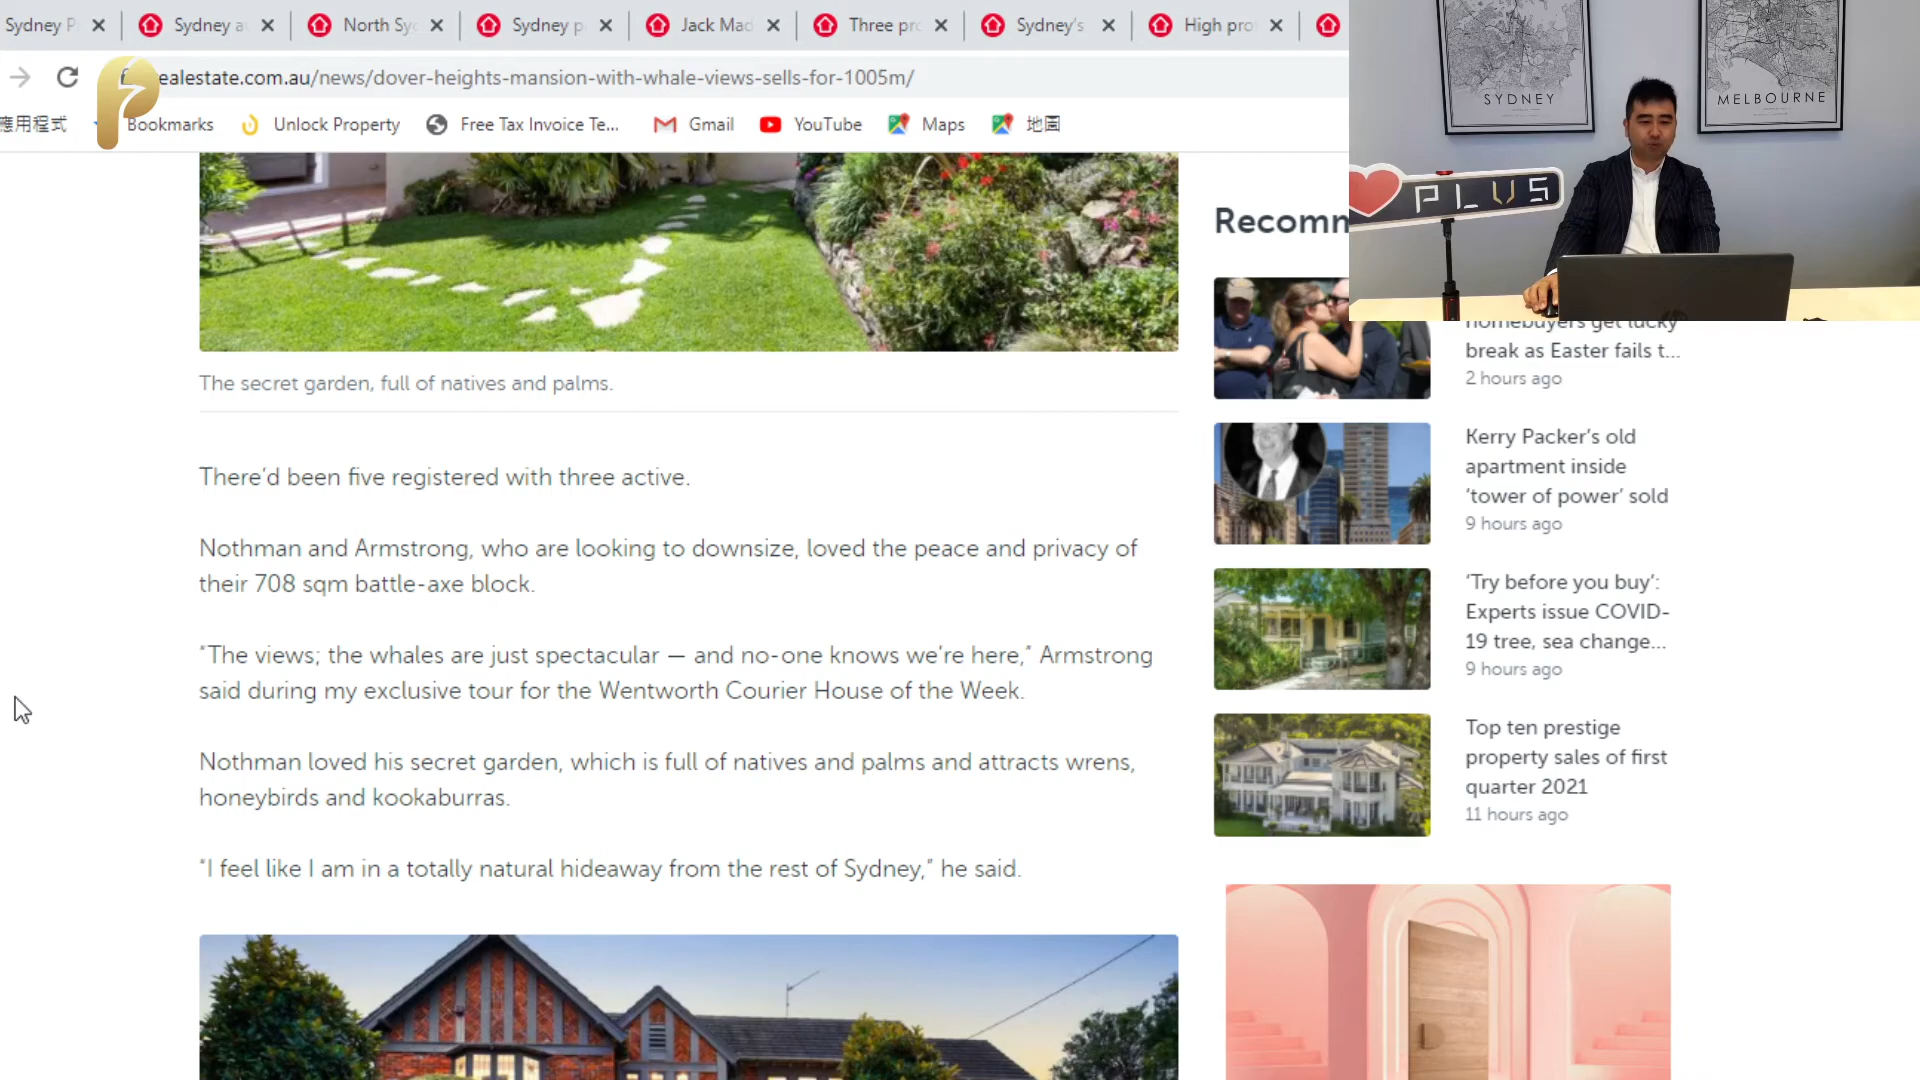 Sydney P
Sydney a
North Sy
Sydney p
Jack Mad
Three pr
Sydney's
High pro
realestate.com.au/news/dover-heights-mansion-with-whale-views-sells-for-1005m/
應用程式
Bookmarks
Unlock Property
Free Tax Invoice Te...
Gmail
YouTube
Maps
地圖
SYDNEY
MELBOURNE
PLUS
The secret garden, full of natives and palms.
There'd been five registered with three active.
Nothman and Armstrong, who are looking to downsize, loved the peace and privacy of
their 708 sqm battle-axe block.
“The views; the whales are just spectacular — and no-one knows we're here,” Armstrong
said during my exclusive tour for the Wentworth Courier House of the Week.
Nothman loved his secret garden, which is full of natives and palms and attracts wrens,
honeybirds and kookaburras.
“I feel like I am in a totally natural hideaway from the rest of Sydney,” he said.
Recomm
homebuyers get lucky
break as Easter fails t...
2 hours ago
Kerry Packer's old
apartment inside
‘tower of power’ sold
9 hours ago
‘Try before you buy’:
Experts issue COVID-
19 tree, sea change...
9 hours ago
Top ten prestige
property sales of first
quarter 2021
11 hours ago